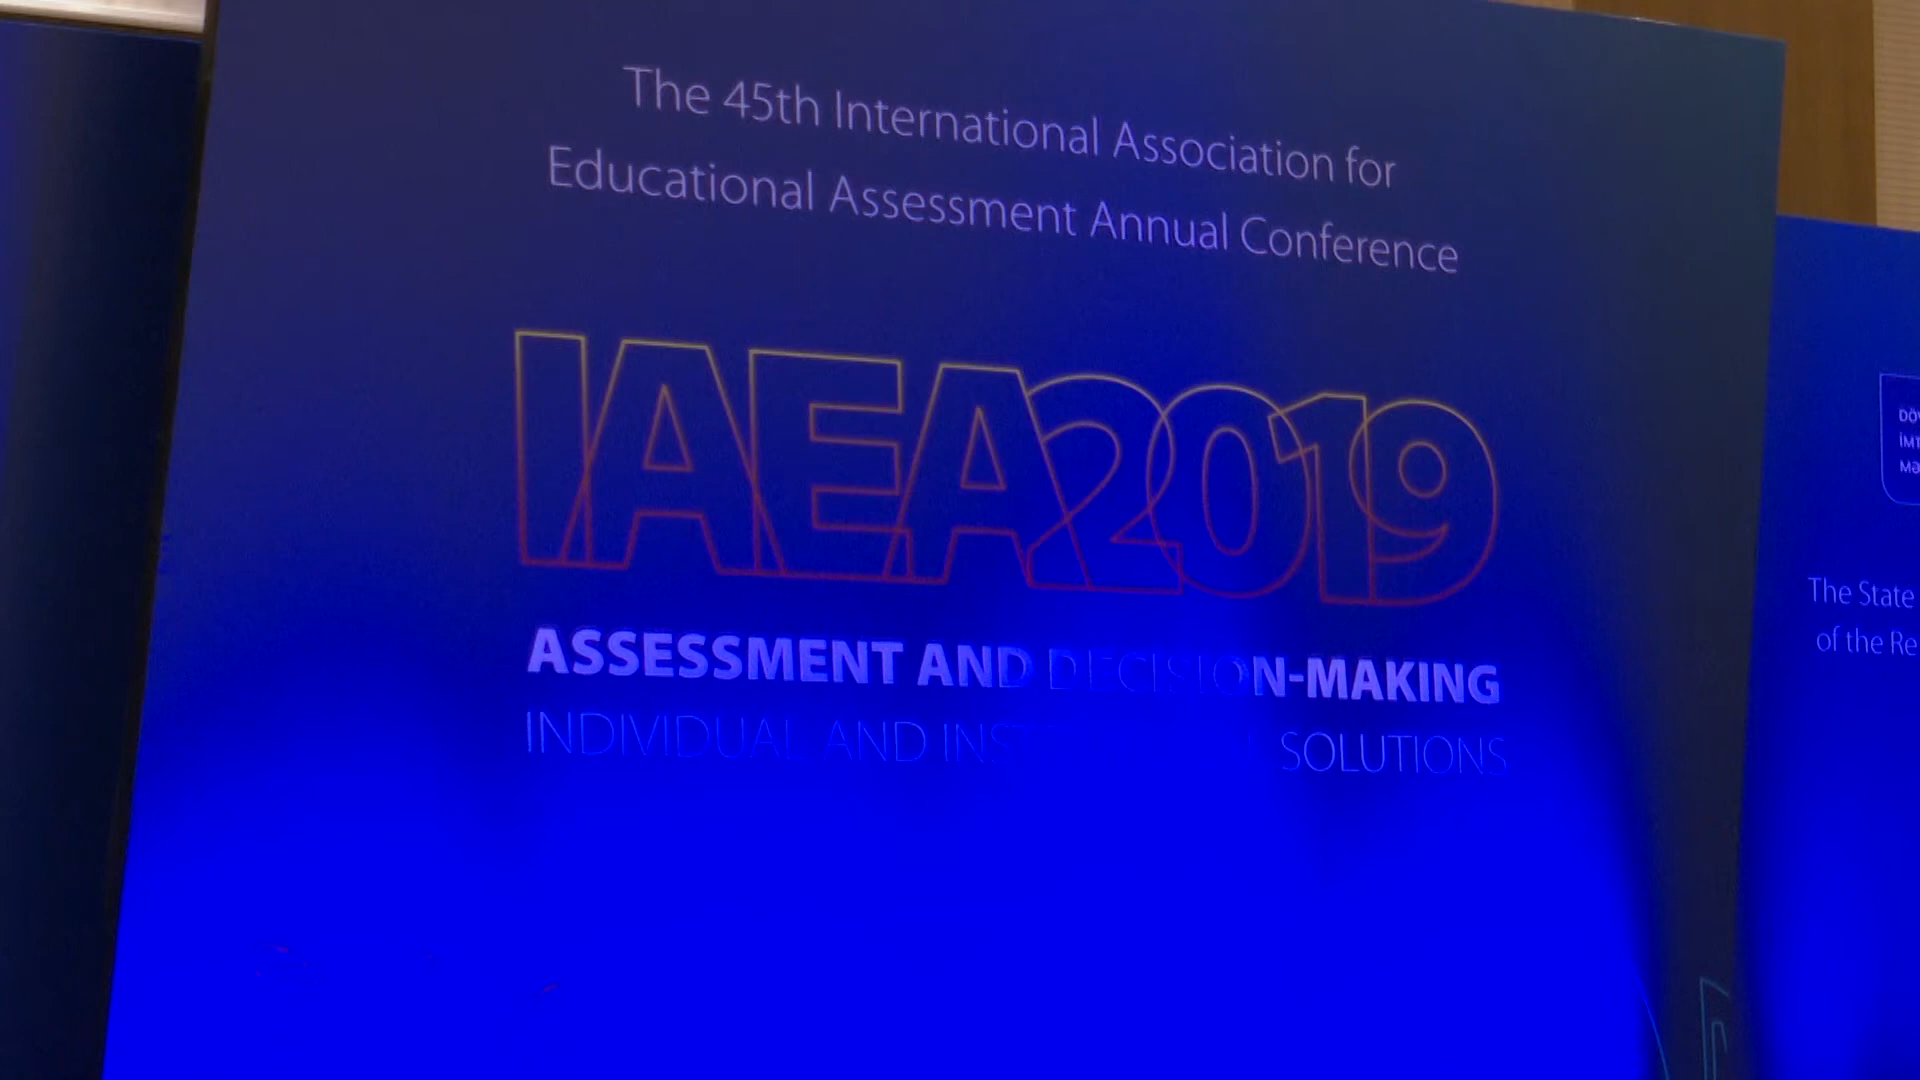 The 45th International Association for
Educational Assessment Annual Conference
IAEA2019
ASSESSMENT AND DECISION-MAKING
INDIVIDUAL AND SOLUTIONS
The State
of the